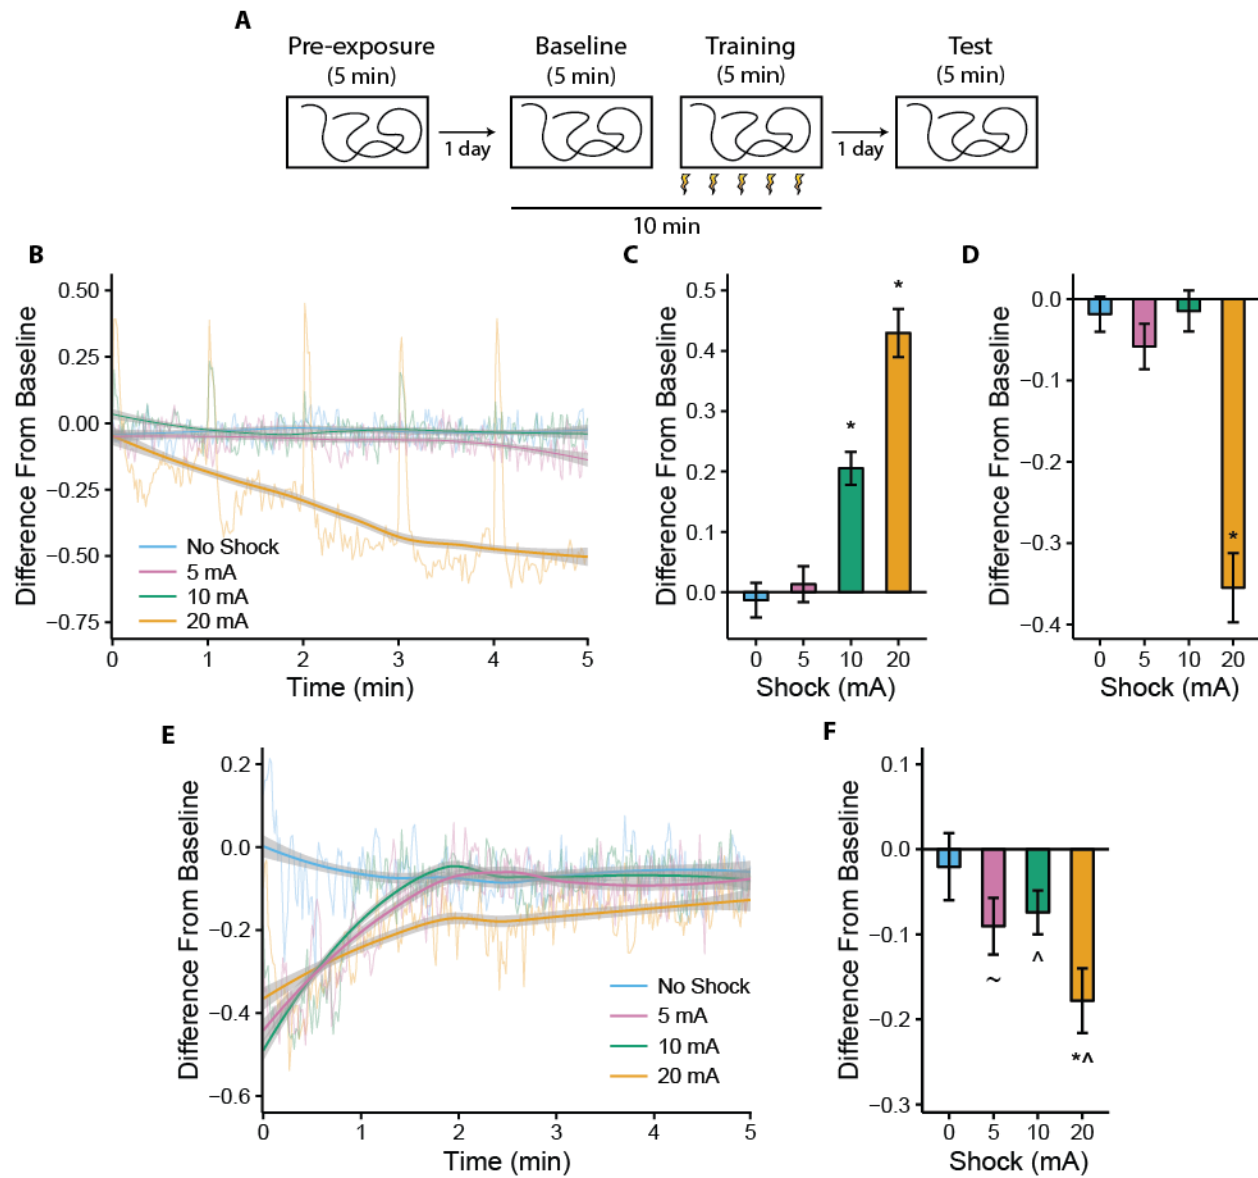 A
Pre-exposure
(5 min)
Baseline
(5 min)
Training
(5 min)
Test
(5 min)
1 day
1 day
10 min
B
Difference From Baseline
0.50
0.25
0.00
−0.25
−0.50
−0.75
No Shock
5 mA
10 mA
20 mA
0 1 2 3 4 5
Time (min)
C
Difference From Baseline
0.5
0.4
0.3
0.2
0.1
0.0
*
*
0 5 10 20
Shock (mA)
D
Difference From Baseline
0.0
−0.1
−0.2
−0.3
−0.4
*
0 5 10 20
Shock (mA)
E
Difference From Baseline
0.2
0.0
−0.2
−0.4
−0.6
No Shock
5 mA
10 mA
20 mA
0 1 2 3 4 5
Time (min)
F
Difference From Baseline
0.1
0.0
−0.1
−0.2
−0.3
~
^
*^
0 5 10 20
Shock (mA)